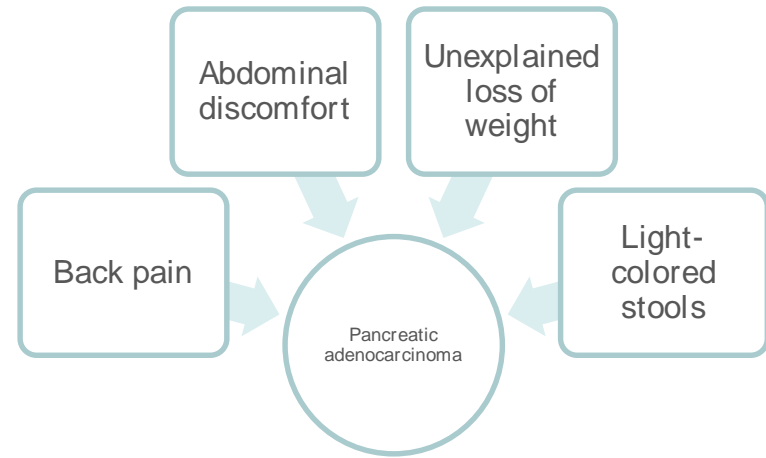 Back pain
Abdominal
discomfort
Unexplained
loss of
weight
Light-
colored
stools
Pancreatic
adenocarcinoma